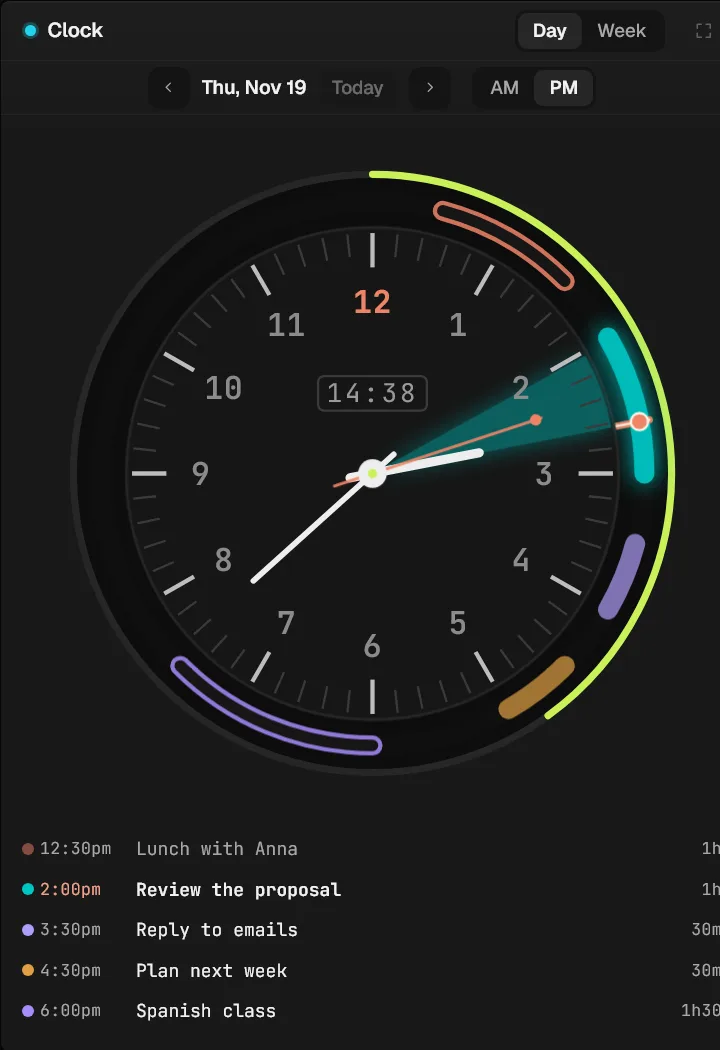 Clock
Day
Week
Thu, Nov 19
Today
AM
PM
12
11
1
14:38
10
2
9
3
8
4
7
5
6
12:30pm Lunch with Anna 1h
2:00pm Review the proposal 1h
3:30pm Reply to emails 30m
4:30pm Plan next week 30m
6:00pm Spanish class 1h30